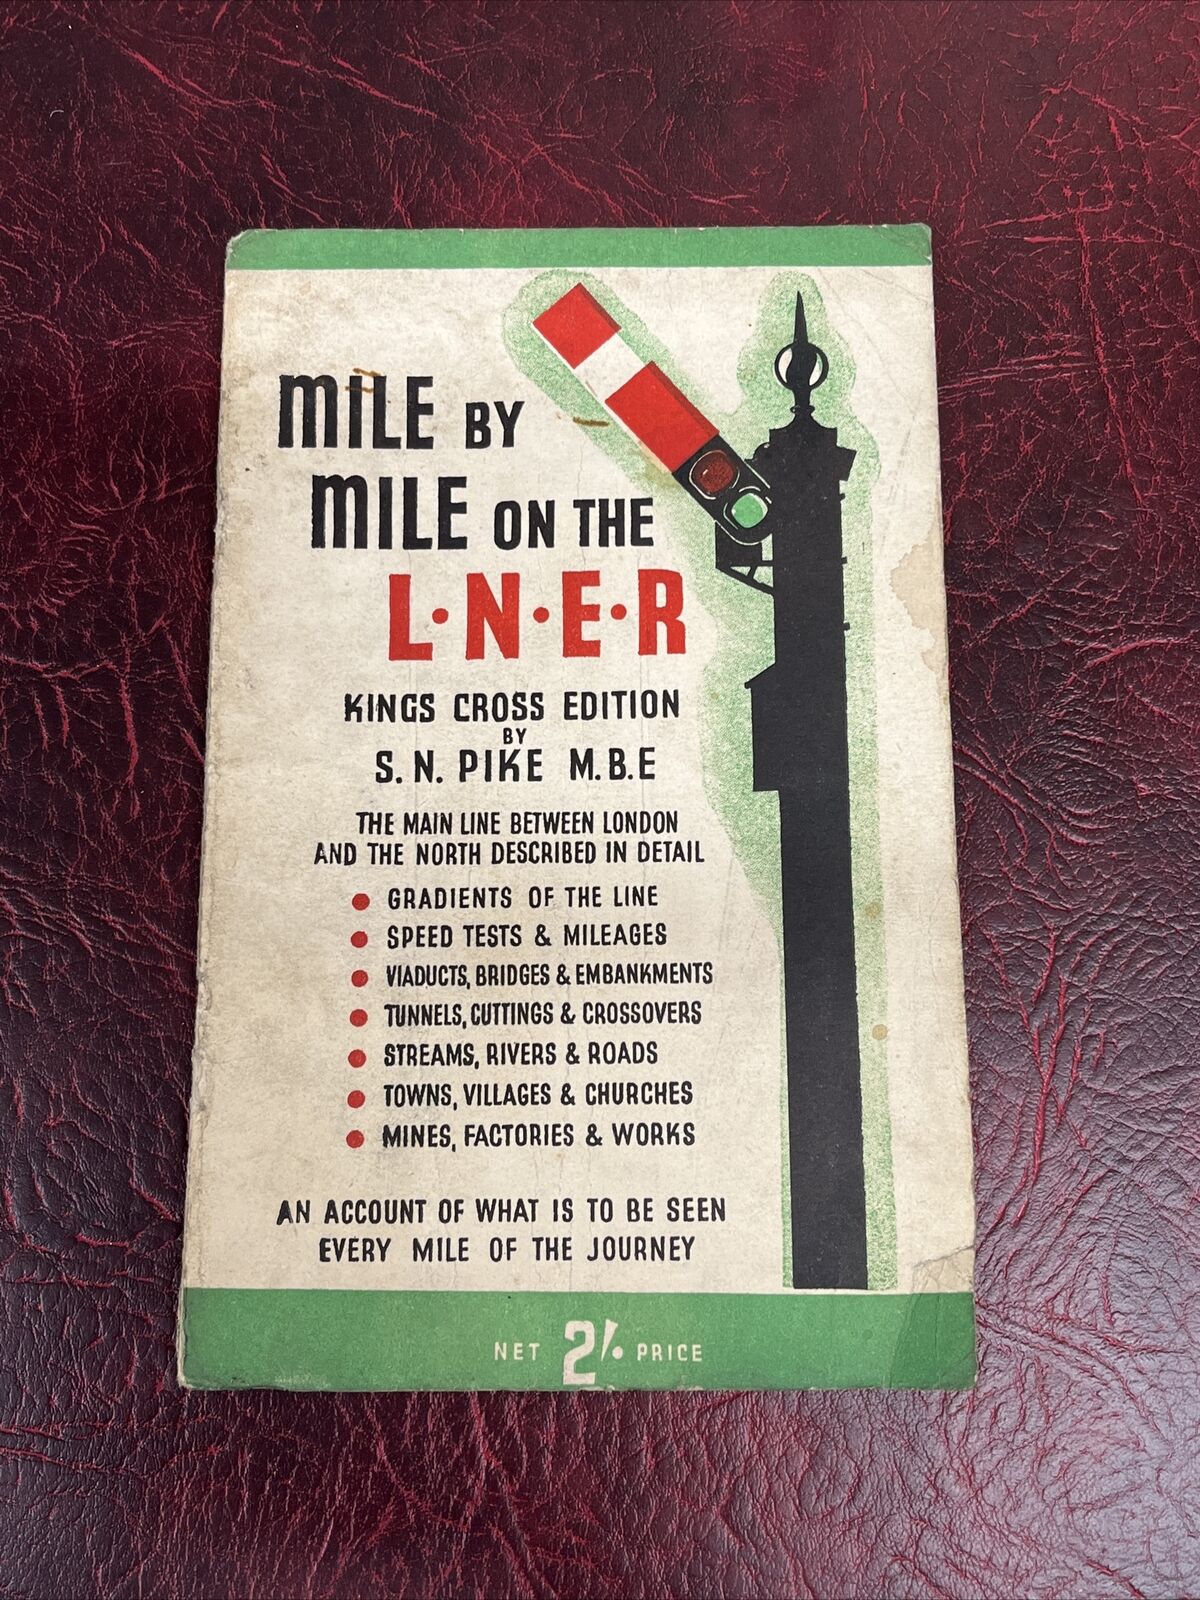 MILE BY
MILE ON THE
L·N·E·R
KINGS CROSS EDITION
BY
S. N. PIKE M.B.E
THE MAIN LINE BETWEEN LONDON
AND THE NORTH DESCRIBED IN DETAIL
● GRADIENTS OF THE LINE
● SPEED TESTS & MILEAGES
● VIADUCTS, BRIDGES & EMBANKMENTS
● TUNNELS, CUTTINGS & CROSSOVERS
● STREAMS, RIVERS & ROADS
● TOWNS, VILLAGES & CHURCHES
● MINES, FACTORIES & WORKS
AN ACCOUNT OF WHAT IS TO BE SEEN
EVERY MILE OF THE JOURNEY
NET 2/. PRICE